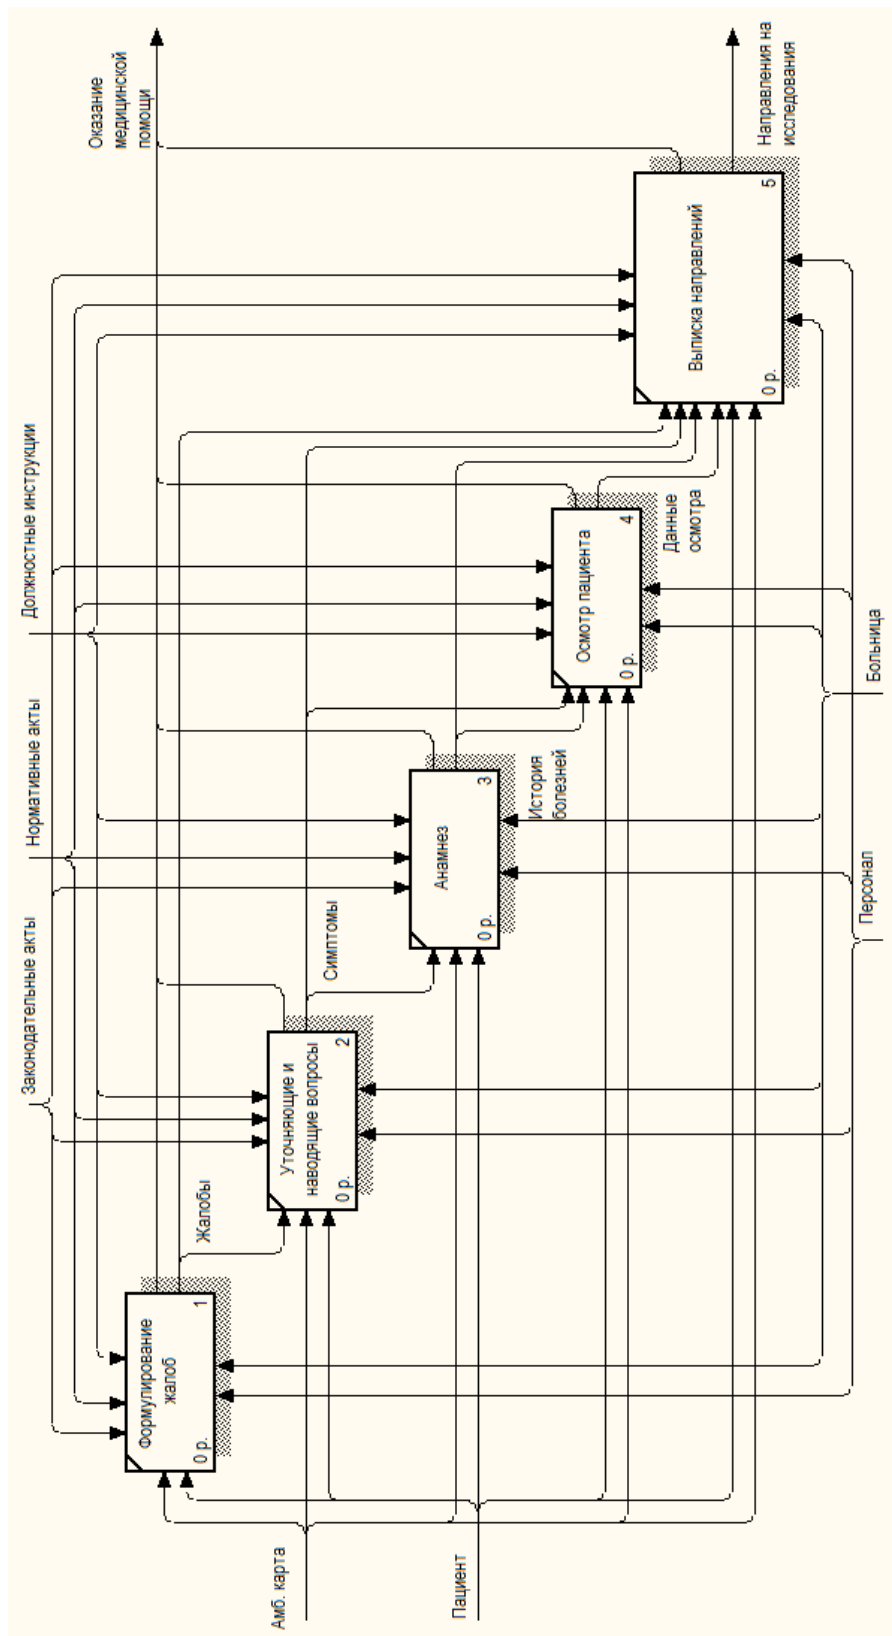 Законодательные акты
Нормативные акты
Должностные инструкции
Оказание
медицинской
помощи
Формулирование
жалоб
0 р.
1
Жалобы
Уточняющие и
наводящие вопросы
0 р.
2
Симптомы
Анамнез
0 р.
3
История
болезней
Осмотр пациента
0 р.
4
Данные
осмотра
Выписка направлений
0 р.
5
Направления на
исследования
Амб. карта
Пациент
Персонал
Больница